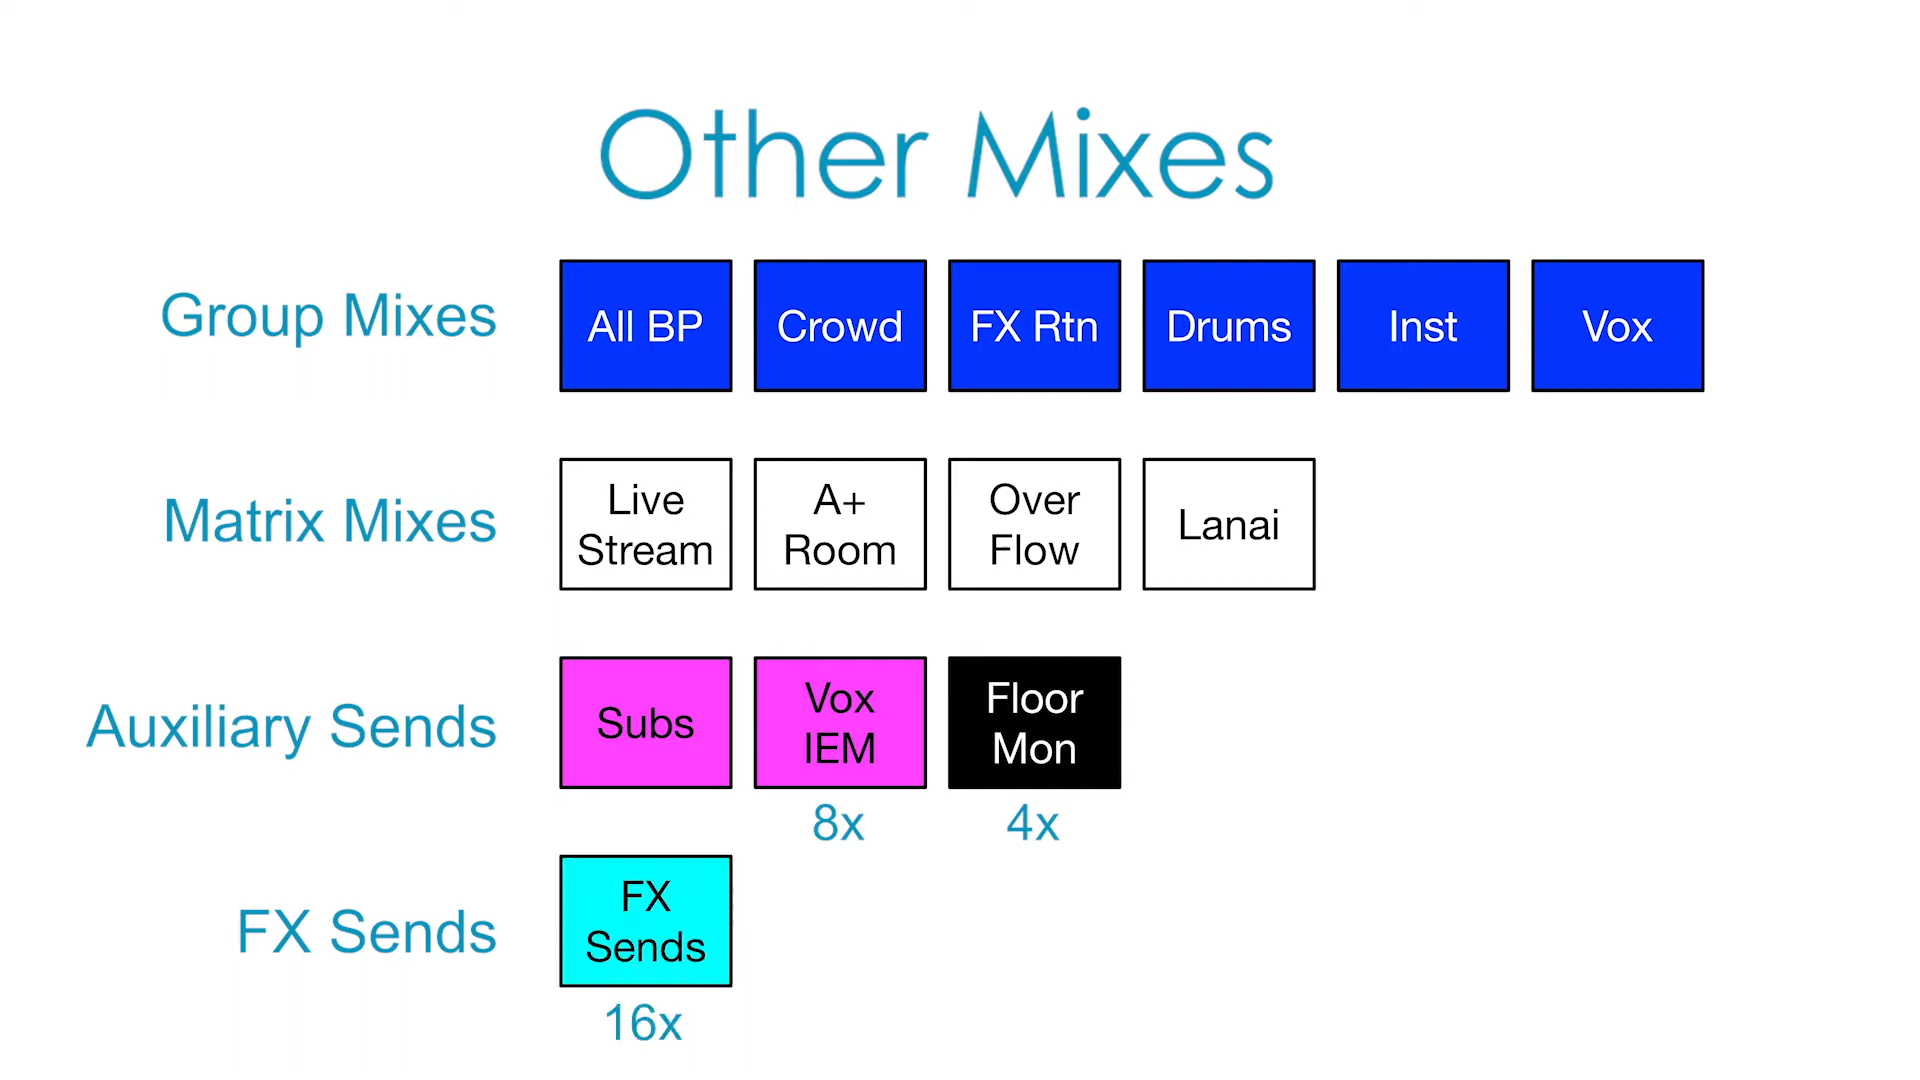 Other Mixes
Group Mixes
All BP
Crowd
FX Rtn
Drums
Inst
Vox
Matrix Mixes
Live
Stream
A+
Room
Over
Flow
Lanai
Auxiliary Sends
Subs
Vox
IEM
8x
Floor
Mon
4x
FX Sends
FX
Sends
16x